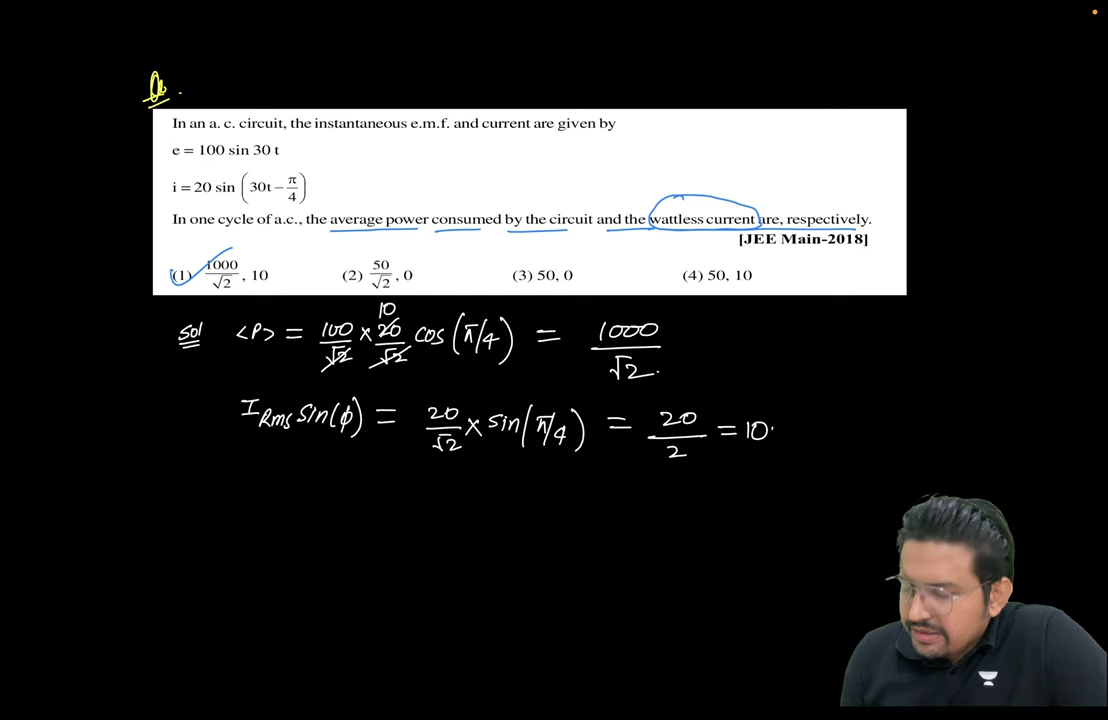 Q.
In an a. c. circuit, the instantaneous e.m.f. and current are given by
e = 100 sin 30 t
i = 20 sin (30t − π/4)
In one cycle of a.c., the average power consumed by the circuit and the wattless current are, respectively.
[JEE Main-2018]
(1) 1000/√2 , 10 (2) 50/√2 , 0 (3) 50, 0 (4) 50, 10
10
Sol <P> = 100/√2 × 20/√2 cos(π/4) = 1000/√2.
I Rms Sin(ϕ) = 20/√2 × sin(π/4) = 20/2 = 10.